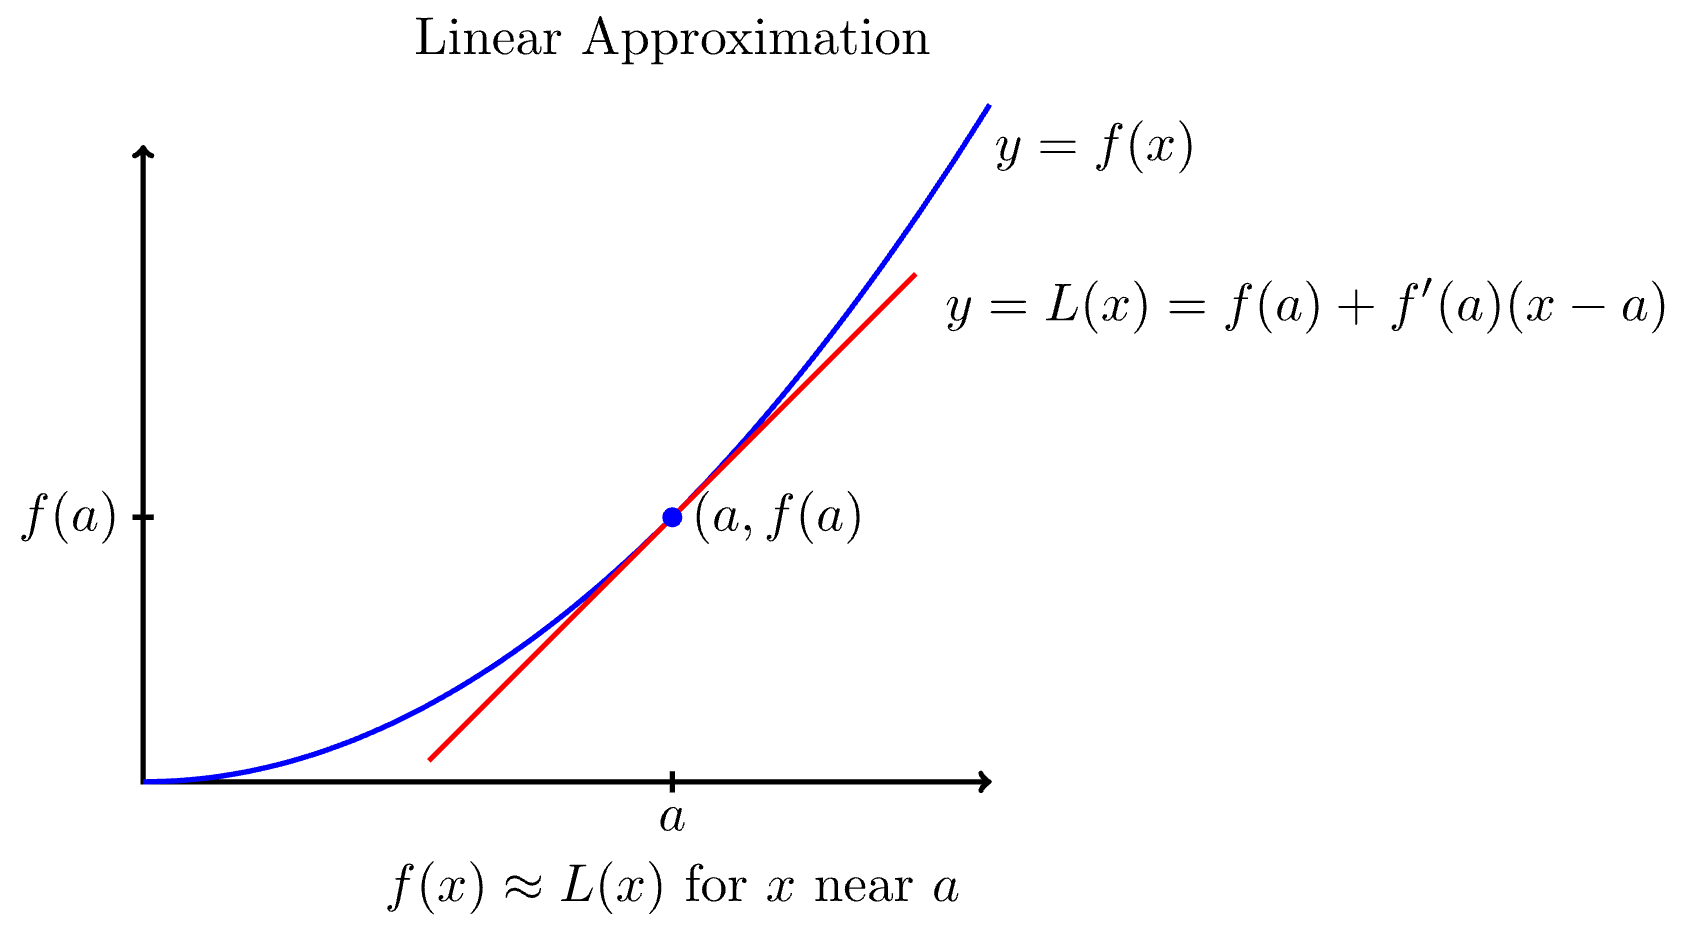 Linear Approximation
y = f(x)
y = L(x) = f(a) + f′(a)(x − a)
f(a)
(a, f(a)
a
f(x) ≈ L(x) for x near a